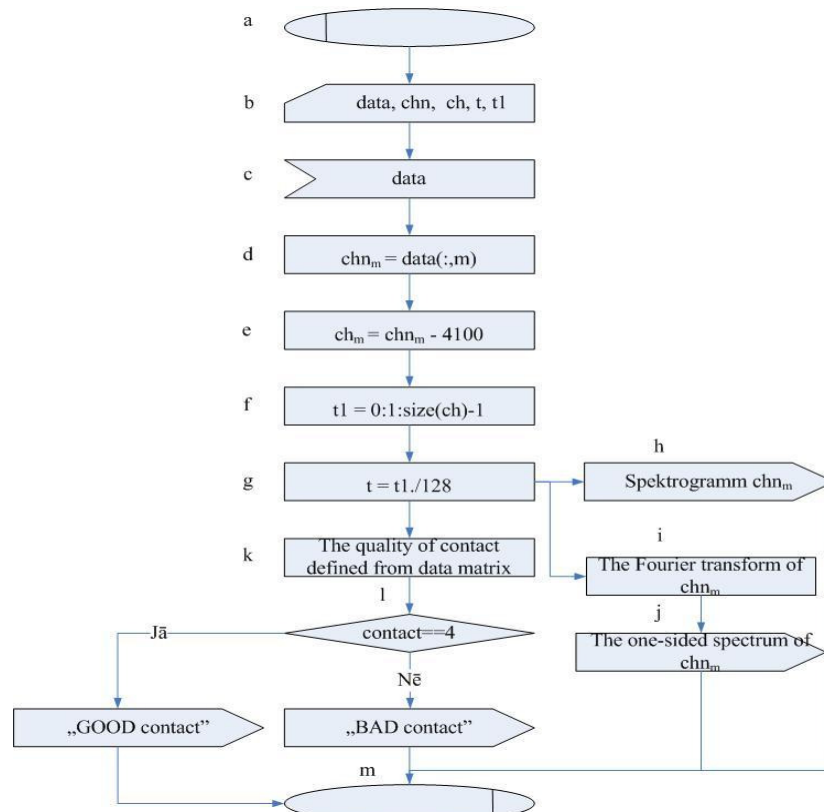 a
b
data, chn, ch, t, t1
c
data
d
chnₘ = data(:,m)
e
chₘ = chnₘ - 4100
f
t1 = 0:1:size(ch)-1
g
t = t1./128
h
Spektrogramm chnₘ
i
The Fourier transform of
chnₘ
j
The one-sided spectrum of
chnₘ
k
The quality of contact
defined from data matrix
l
contact==4
Jā
Nē
„GOOD contact”
„BAD contact”
m